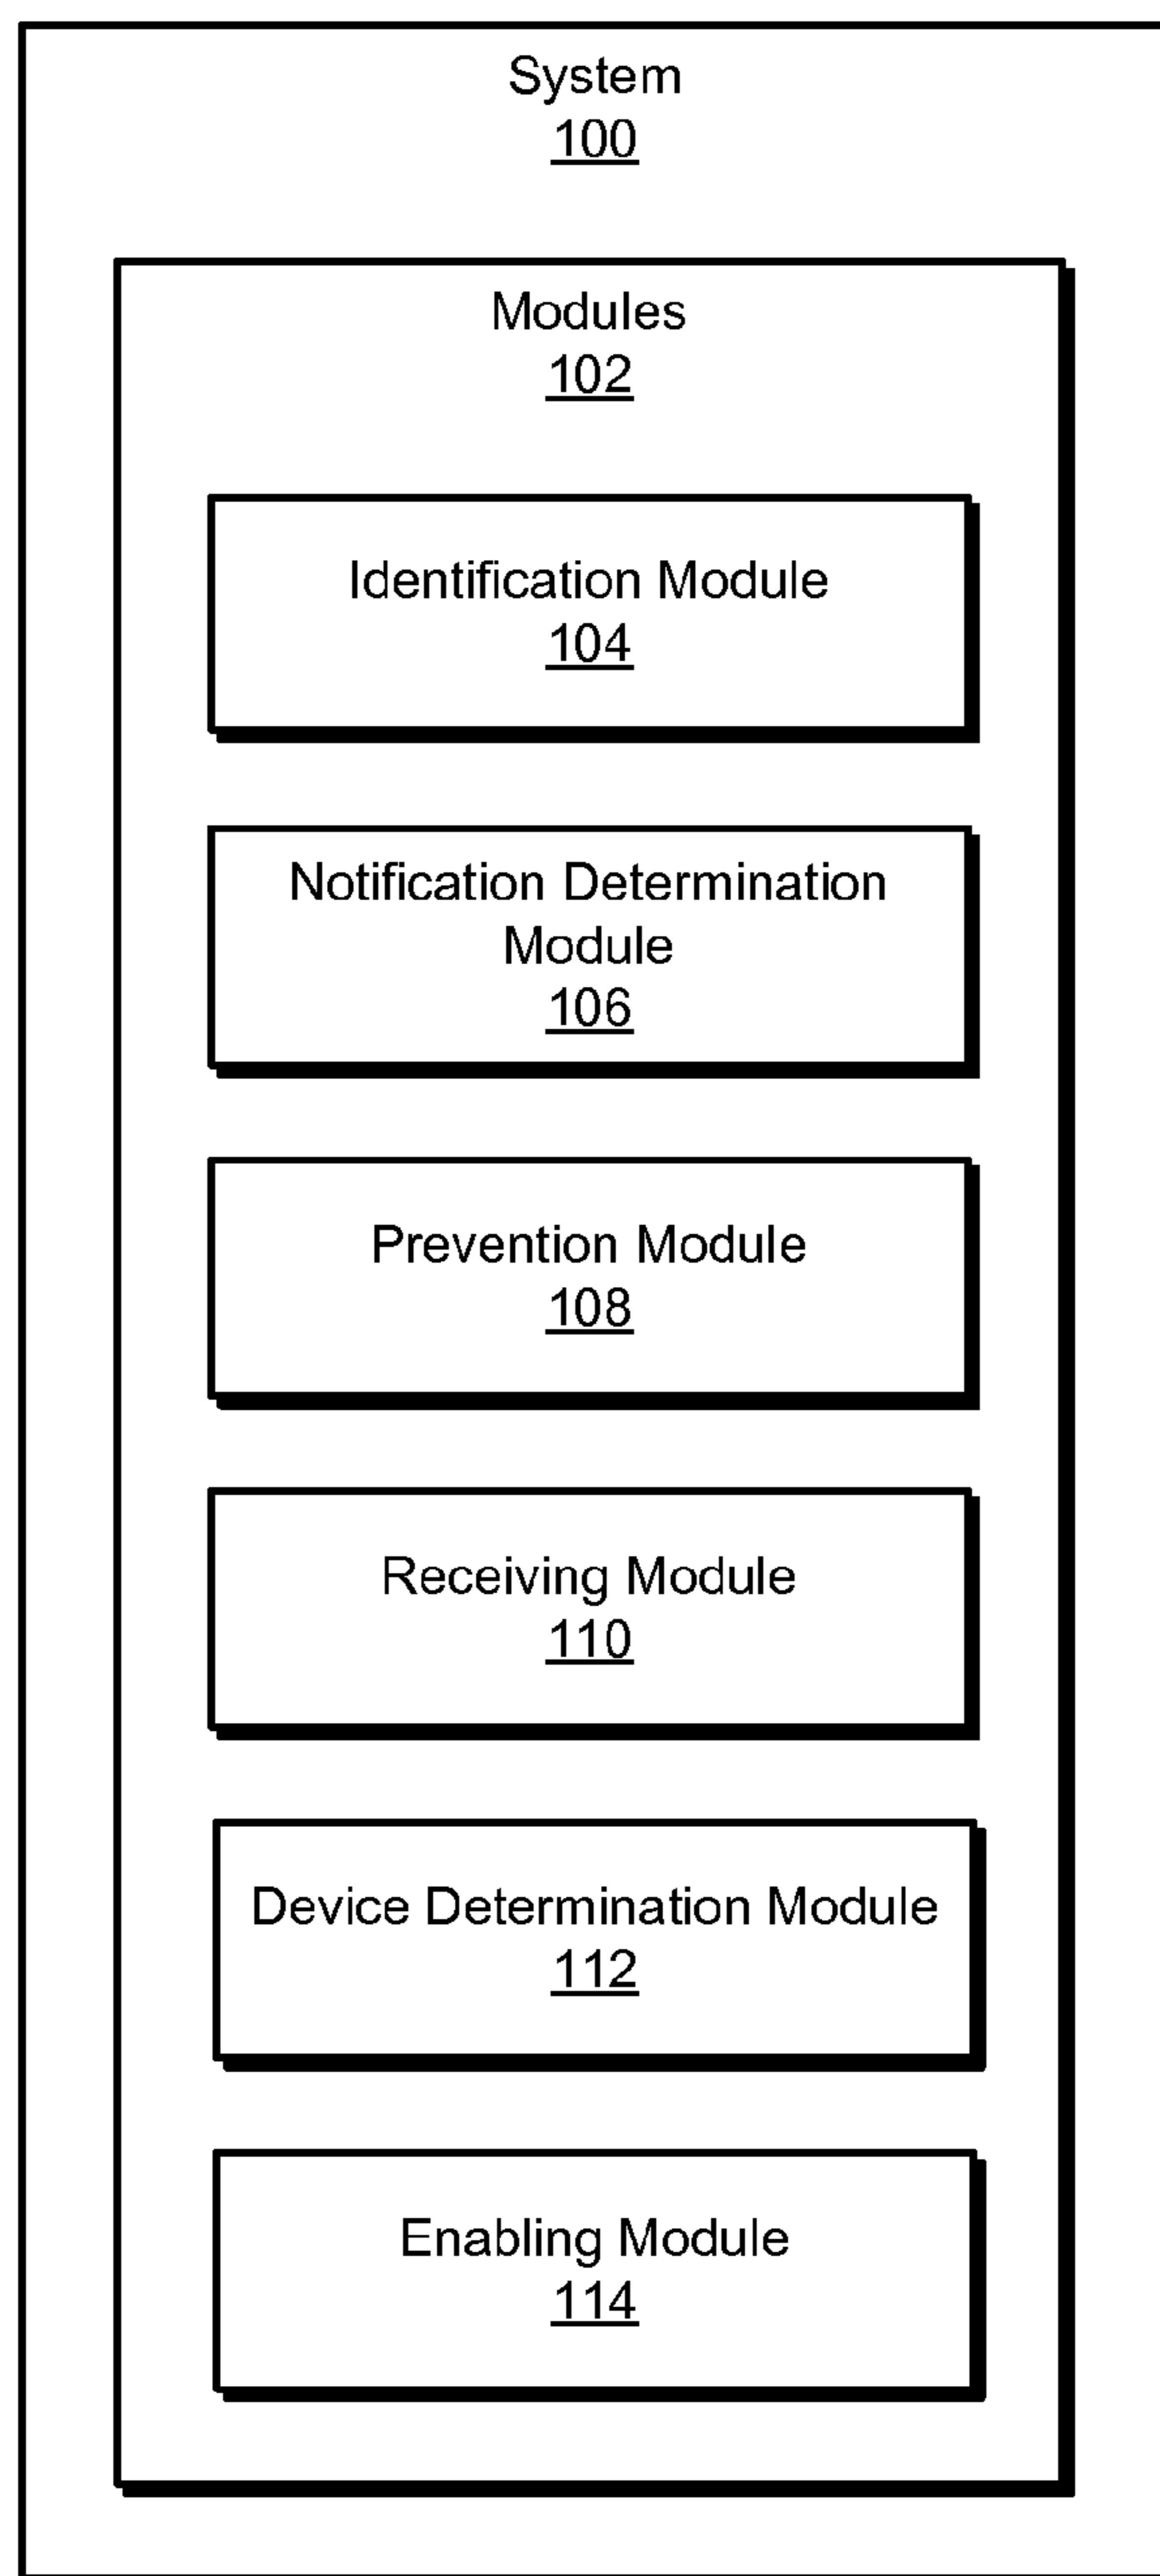 System
100
Modules
102
Identification Module
104
Notification Determination
Module
106
Prevention Module
108
Receiving Module
110
Device Determination Module
112
Enabling Module
114